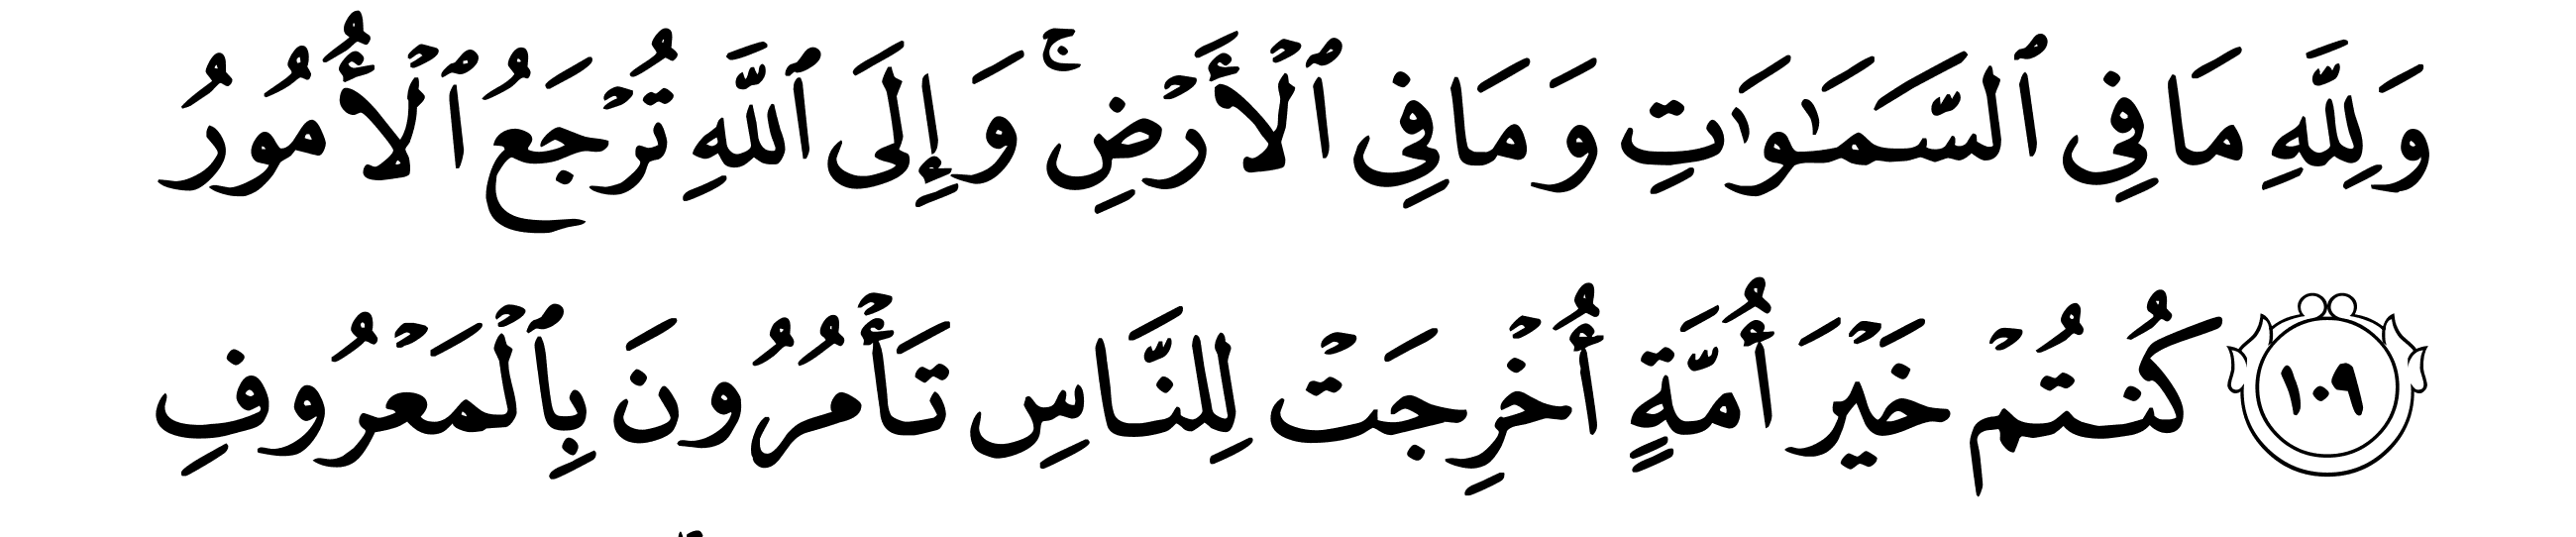 وَلِلَّهِ مَا فِى ٱلسَّمَـٰوَٰتِ وَمَا فِى ٱلْأَرْضِ ۚ وَإِلَى ٱللَّهِ تُرْجَعُ ٱلْأُمُورُ
١٠٩ كُنتُمْ خَيْرَ أُمَّةٍ أُخْرِجَتْ لِلنَّاسِ تَأْمُرُونَ بِٱلْمَعْرُوفِ